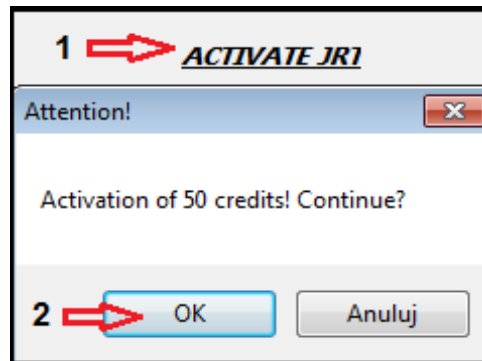 1 ACTIVATE JR1
Attention!
Activation of 50 credits! Continue?
2 OK Anuluj